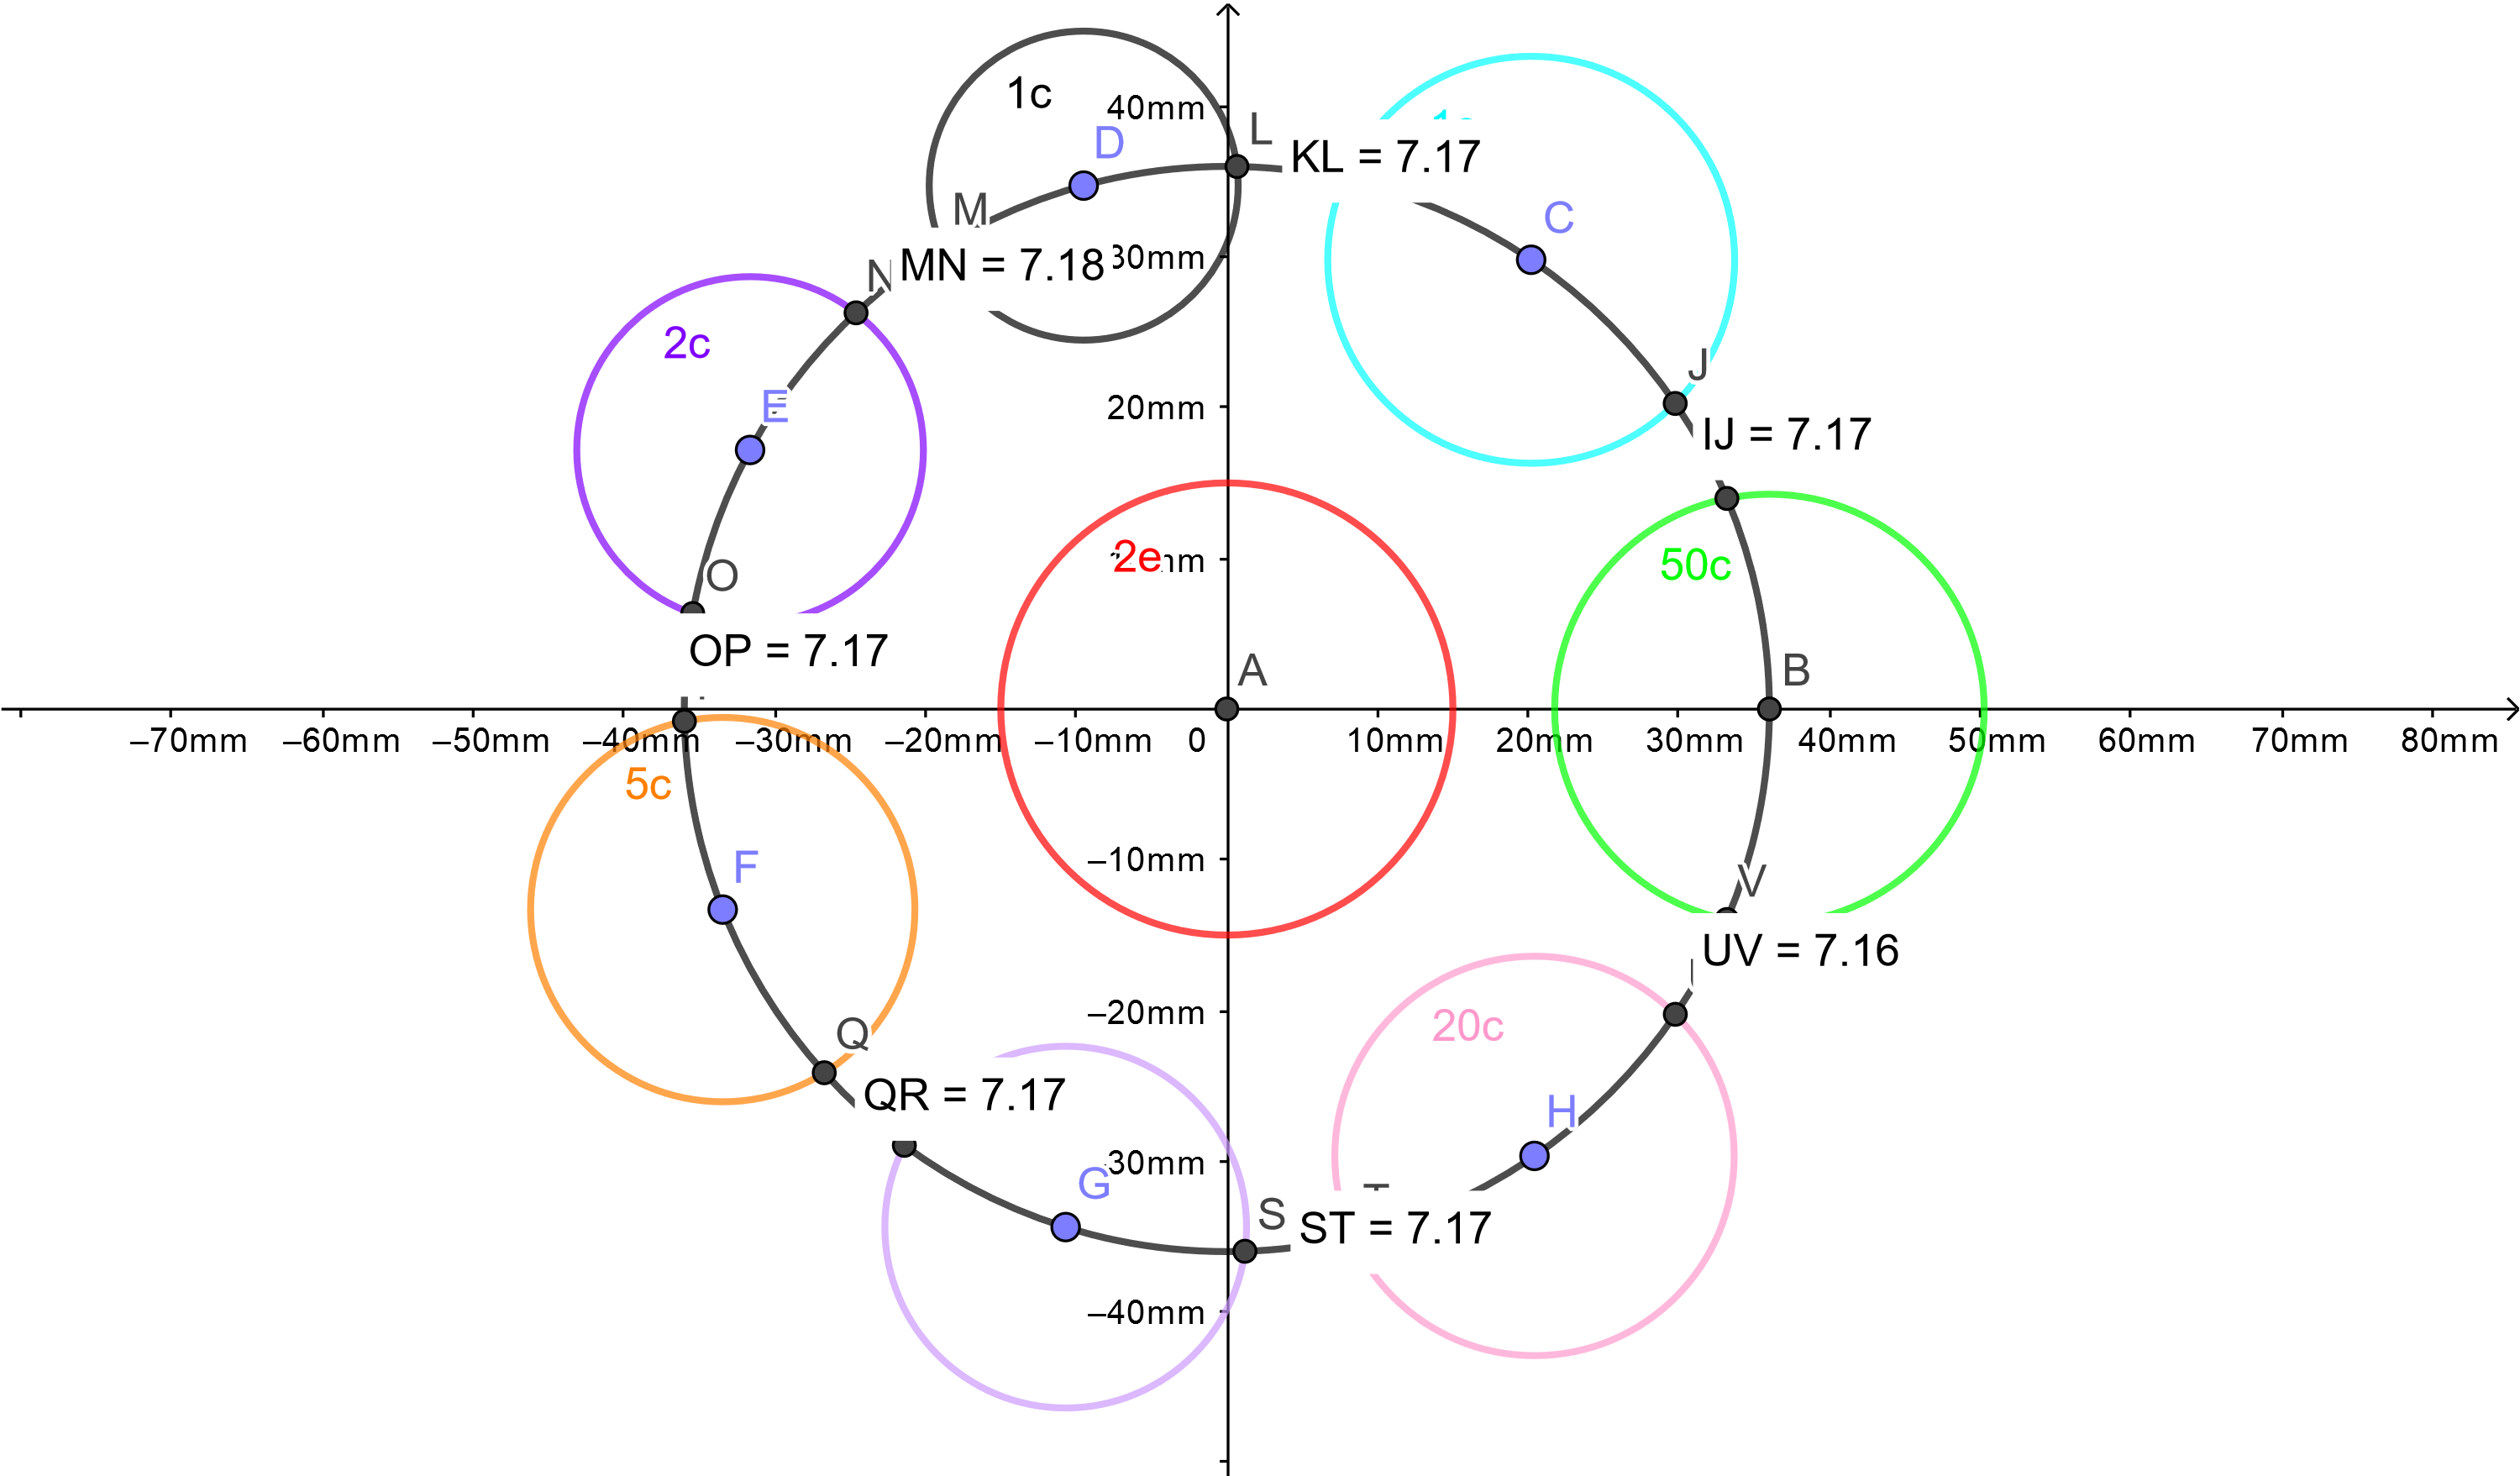 1c
40mm
L
D
KL = 7.17
C
M
N
MN = 7.18
30mm
2c
J
E
20mm
IJ = 7.17
O
2e
50c
OP = 7.17
A
B
–70mm
–60mm
–50mm
–40mm
–30mm
–20mm
–10mm
0
10mm
20mm
30mm
40mm
50mm
60mm
70mm
80mm
5c
F
–10mm
V
UV = 7.16
–20mm
20c
Q
QR = 7.17
H
30mm
G
S
ST = 7.17
–40mm